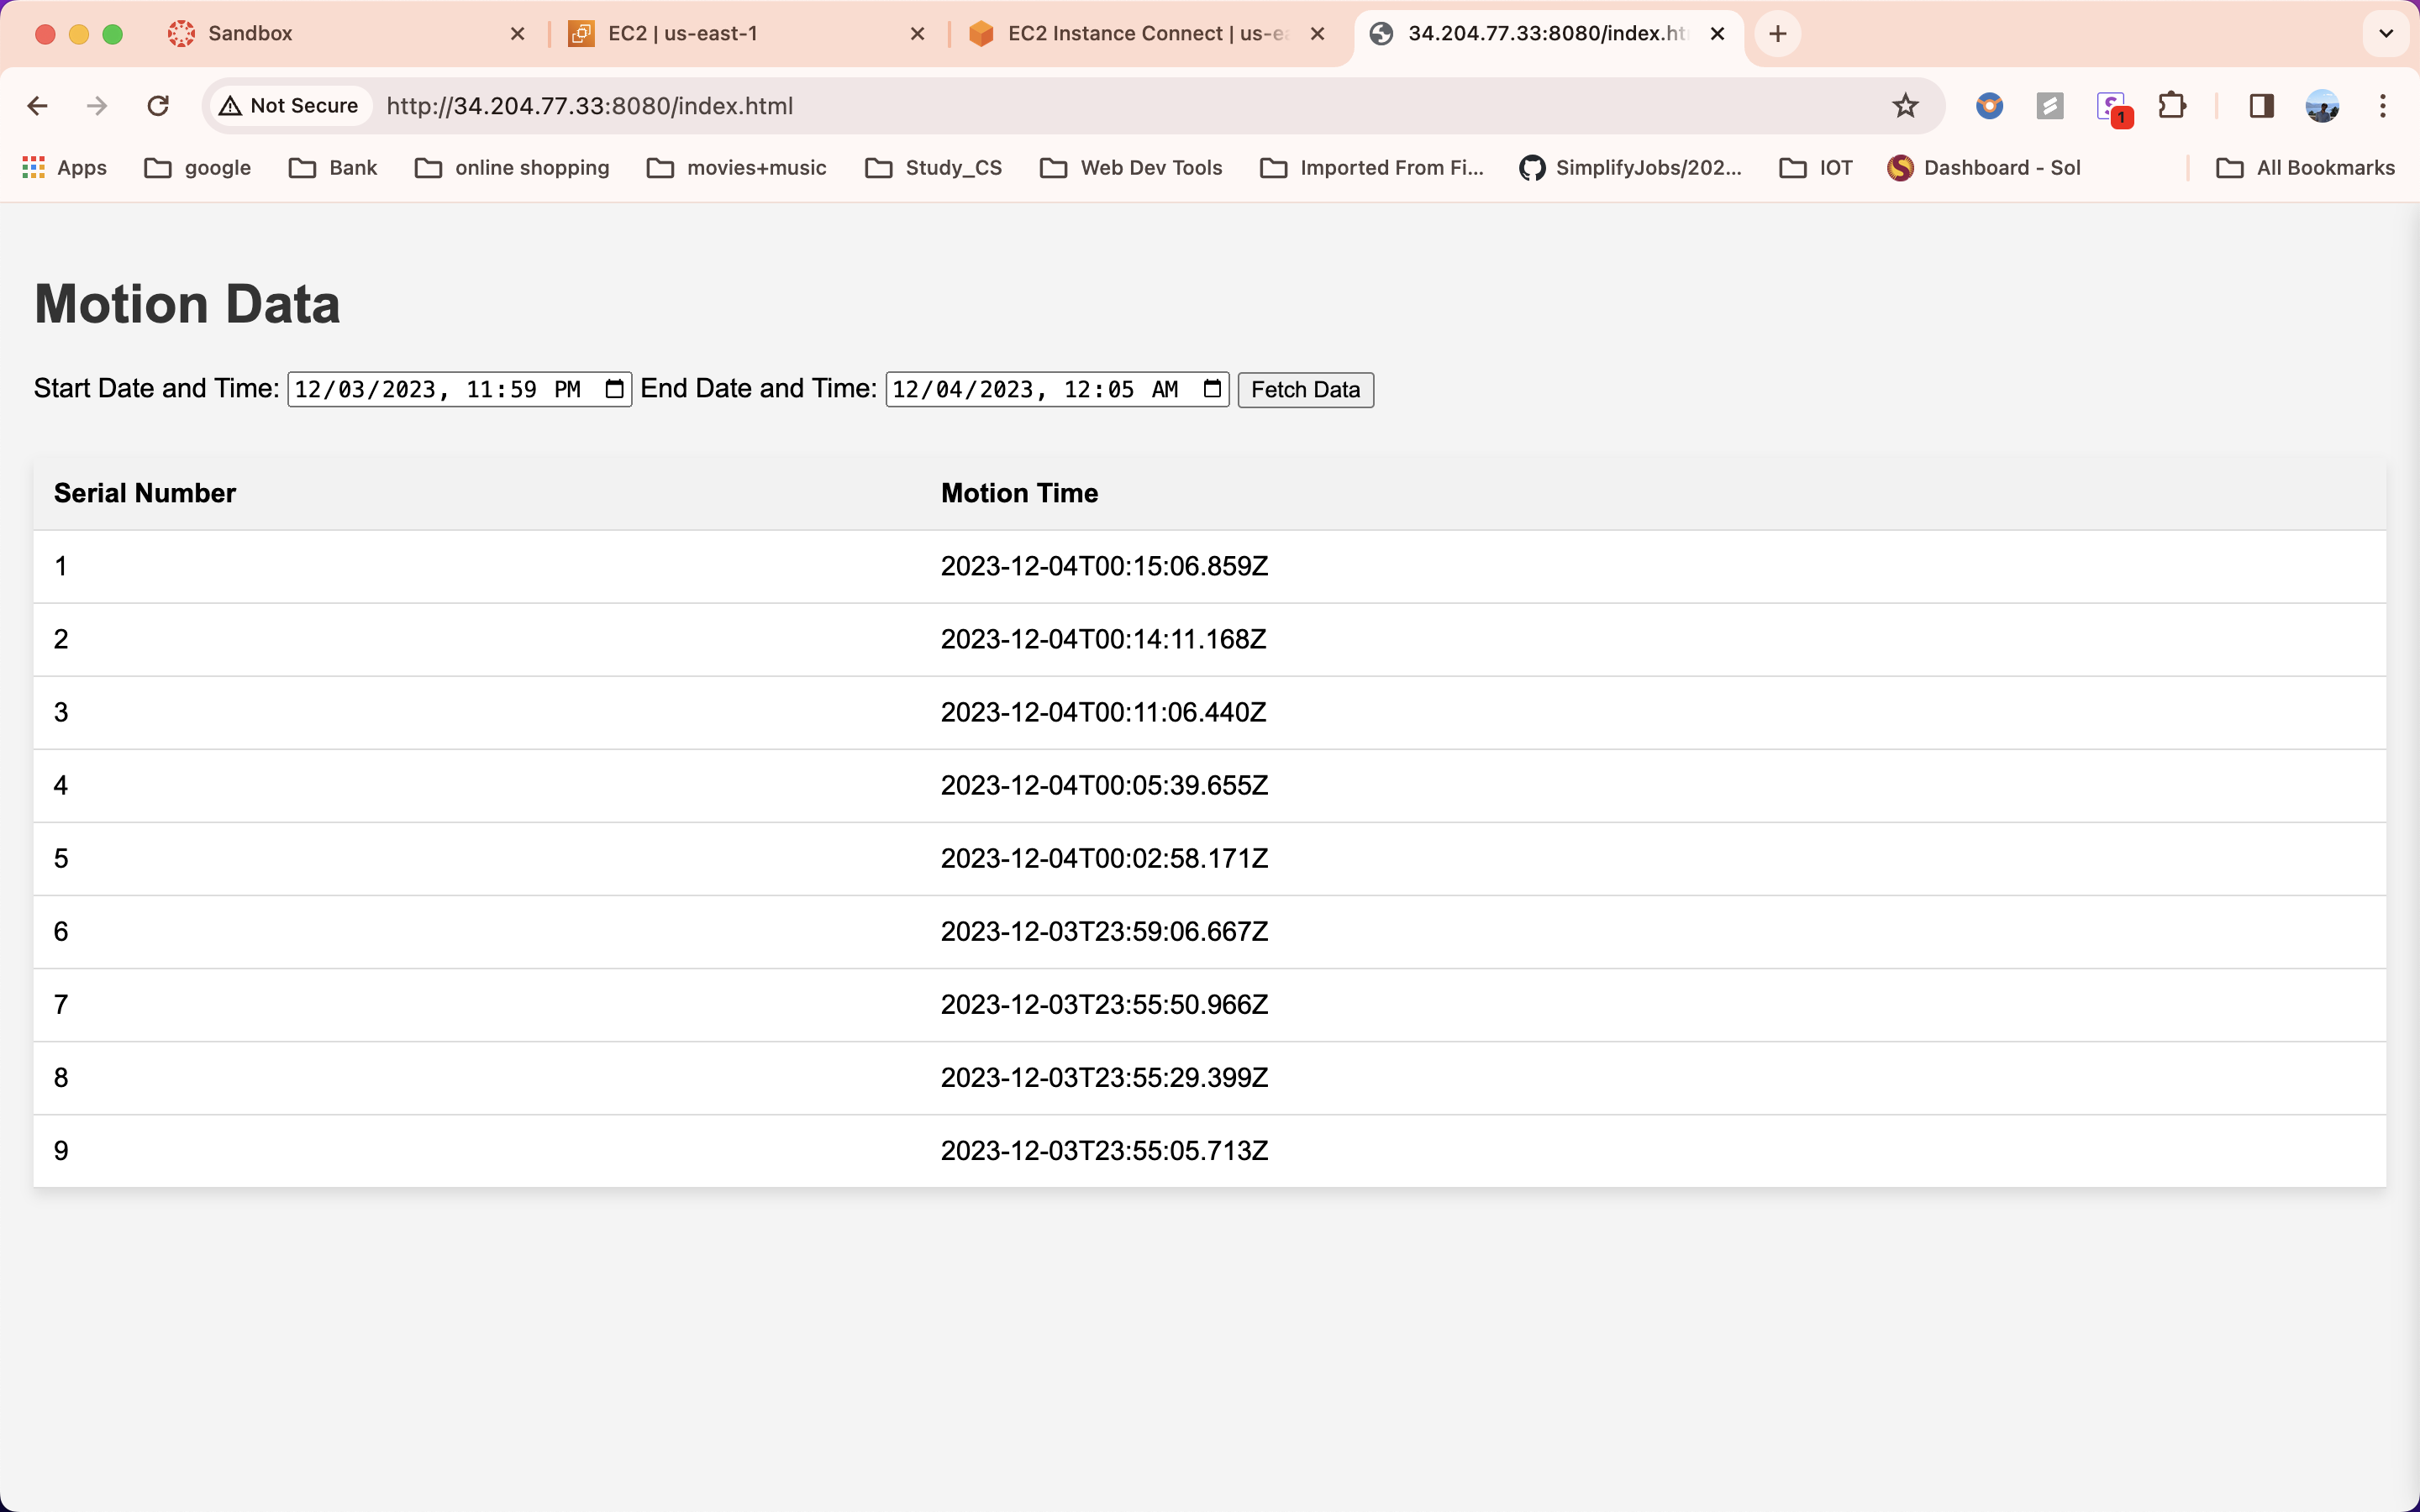 Sandbox EC2 | us-east-1 EC2 Instance Connect | us-ea 34.204.77.33:8080/index.ht
Not Secure http://34.204.77.33:8080/index.html 1
Apps google Bank online shopping movies+music Study_CS Web Dev Tools Imported From Fi... SimplifyJobs/202... IOT Dashboard - Sol All Bookmarks
Motion Data
Start Date and Time: 12/03/2023, 11:59 PM End Date and Time: 12/04/2023, 12:05 AM Fetch Data
Serial Number Motion Time
1 2023-12-04T00:15:06.859Z
2 2023-12-04T00:14:11.168Z
3 2023-12-04T00:11:06.440Z
4 2023-12-04T00:05:39.655Z
5 2023-12-04T00:02:58.171Z
6 2023-12-03T23:59:06.667Z
7 2023-12-03T23:55:50.966Z
8 2023-12-03T23:55:29.399Z
9 2023-12-03T23:55:05.713Z